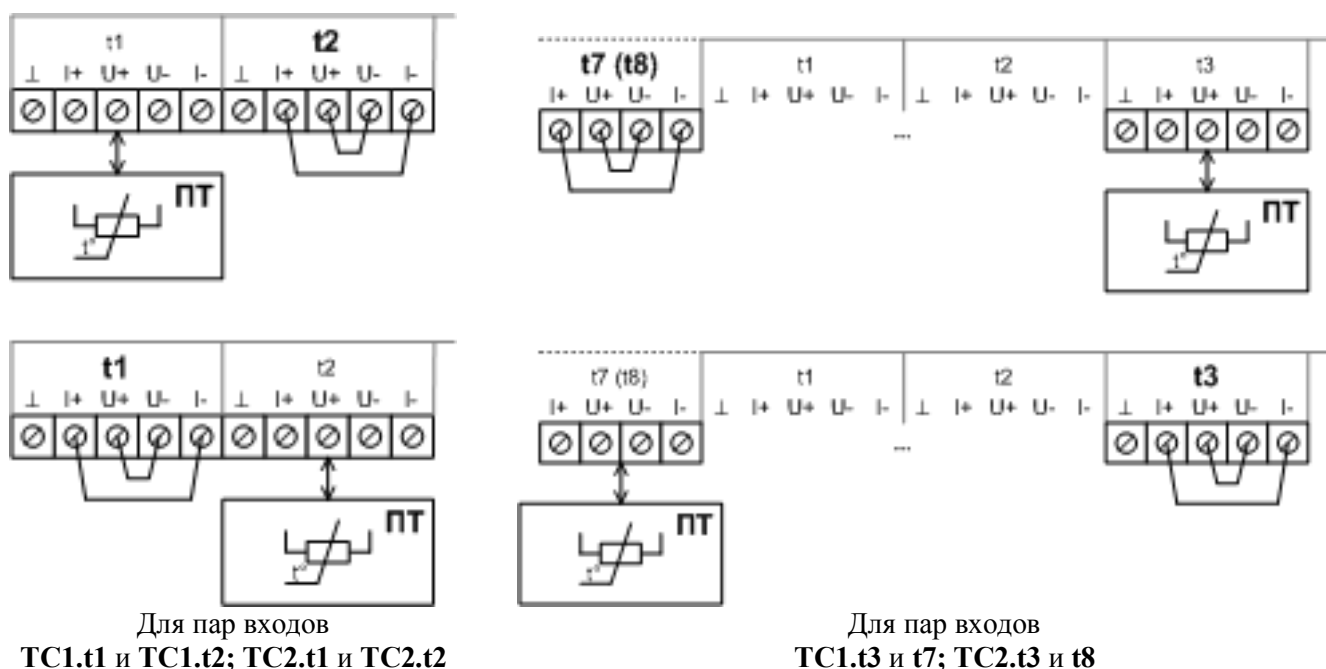 t1 t2
⊥ I+ U+ U- I- ⊥ I+ U+ U- I-
ПТ
t°
t7 (t8) t1 t2 t3
I+ U+ U- I- ⊥ I+ U+ U- I- ⊥ I+ U+ U- I- ⊥ I+ U+ U- I-
...
ПТ
t°
t1 t2
⊥ I+ U+ U- I- ⊥ I+ U+ U- I-
ПТ
t°
t7 (t8) t1 t2 t3
I+ U+ U- I- ⊥ I+ U+ U- I- ⊥ I+ U+ U- I- ⊥ I+ U+ U- I-
...
ПТ
t°
Для пар входов
ТС1.t1 и ТС1.t2; ТС2.t1 и ТС2.t2
Для пар входов
ТС1.t3 и t7; ТС2.t3 и t8